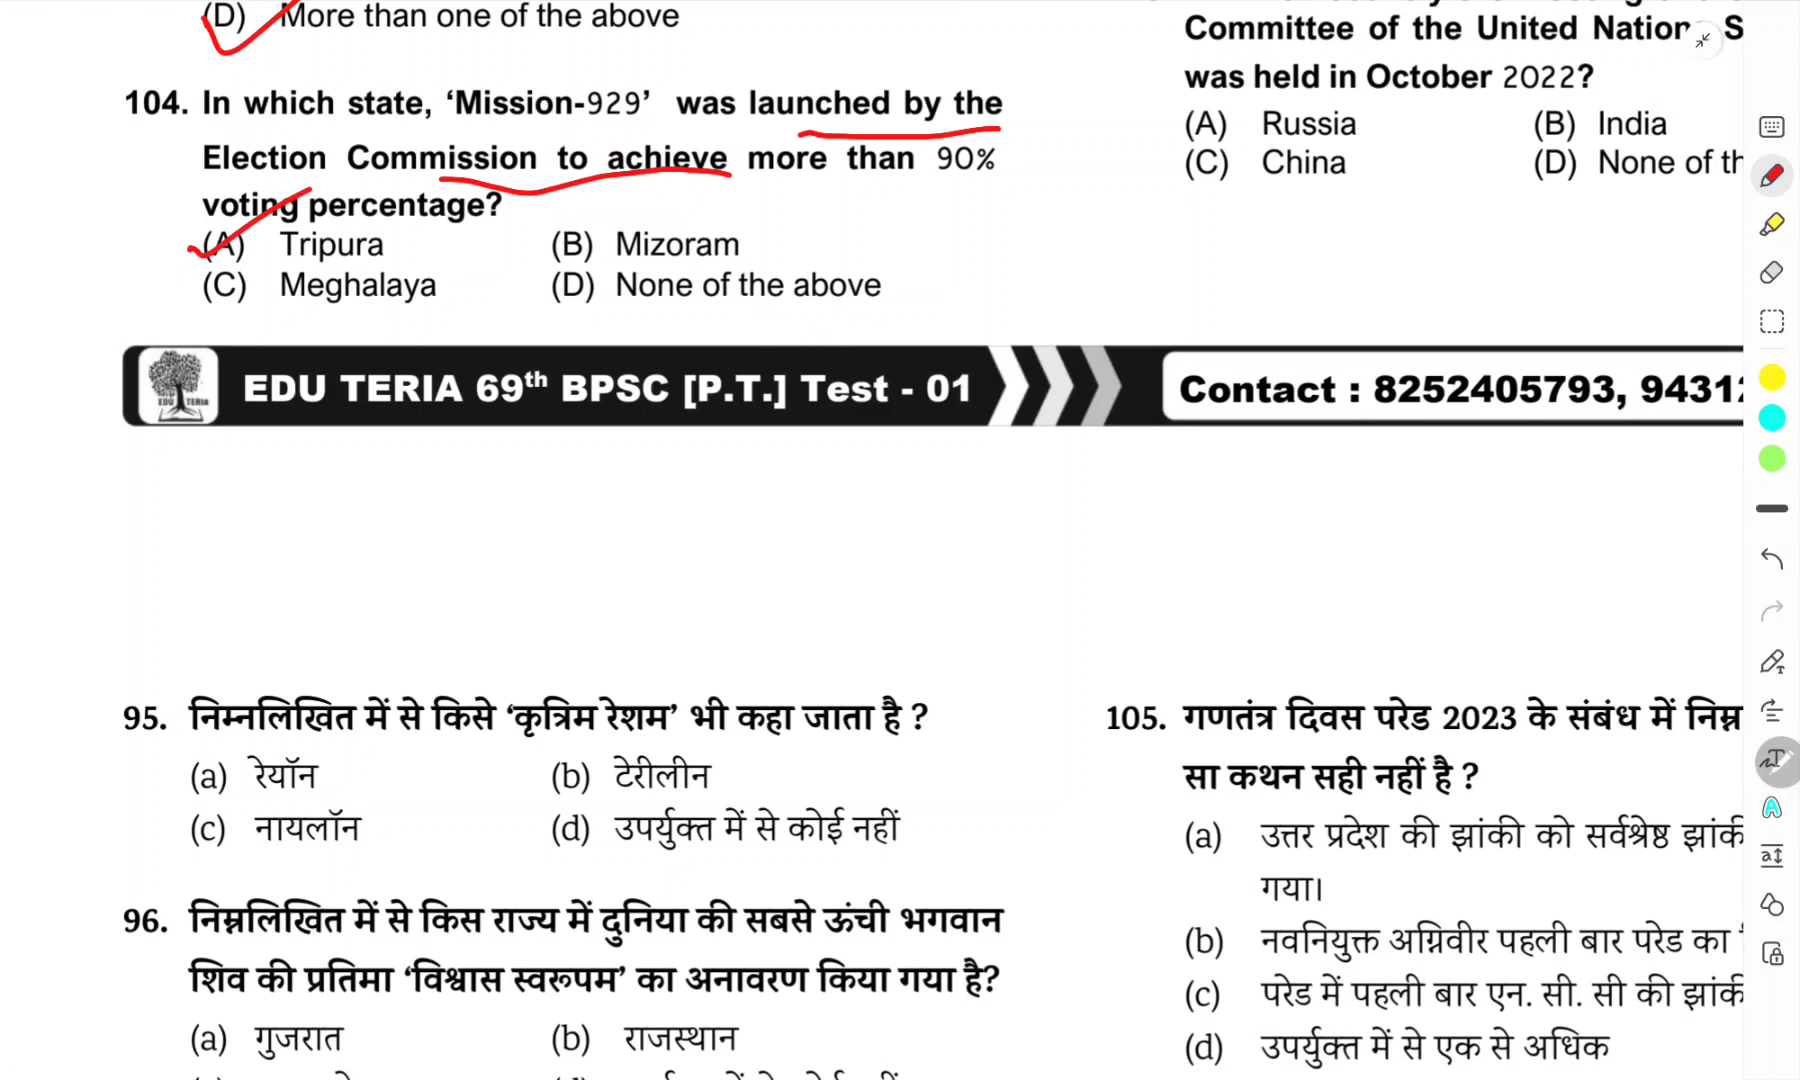 (D) More than one of the above
104. In which state, ‘Mission-929’ was launched by the
Election Commission to achieve more than 90%
voting percentage?
(A) Tripura (B) Mizoram
(C) Meghalaya (D) None of the above
Committee of the United Nation
was held in October 2022?
(A) Russia (B) India
(C) China (D) None of th
EDU TERIA
EDU TERIA 69th BPSC [P.T.] Test - 01
Contact : 8252405793, 9431
95. निम्नलिखित में से किसे ‘कृत्रिम रेशम’ भी कहा जाता है ?
(a) रेयॉन (b) टेरीलीन
(c) नायलॉन (d) उपर्युक्त में से कोई नहीं
96. निम्नलिखित में से किस राज्य में दुनिया की सबसे ऊंची भगवान
शिव की प्रतिमा ‘विश्वास स्वरूपम’ का अनावरण किया गया है?
(a) गुजरात (b) राजस्थान
105. गणतंत्र दिवस परेड 2023 के संबंध में निम्न
सा कथन सही नहीं है ?
(a) उत्तर प्रदेश की झांकी को सर्वश्रेष्ठ झांकी
गया।
(b) नवनियुक्त अग्निवीर पहली बार परेड का
(c) परेड में पहली बार एन. सी. सी की झांकी
(d) उपर्युक्त में से एक से अधिक